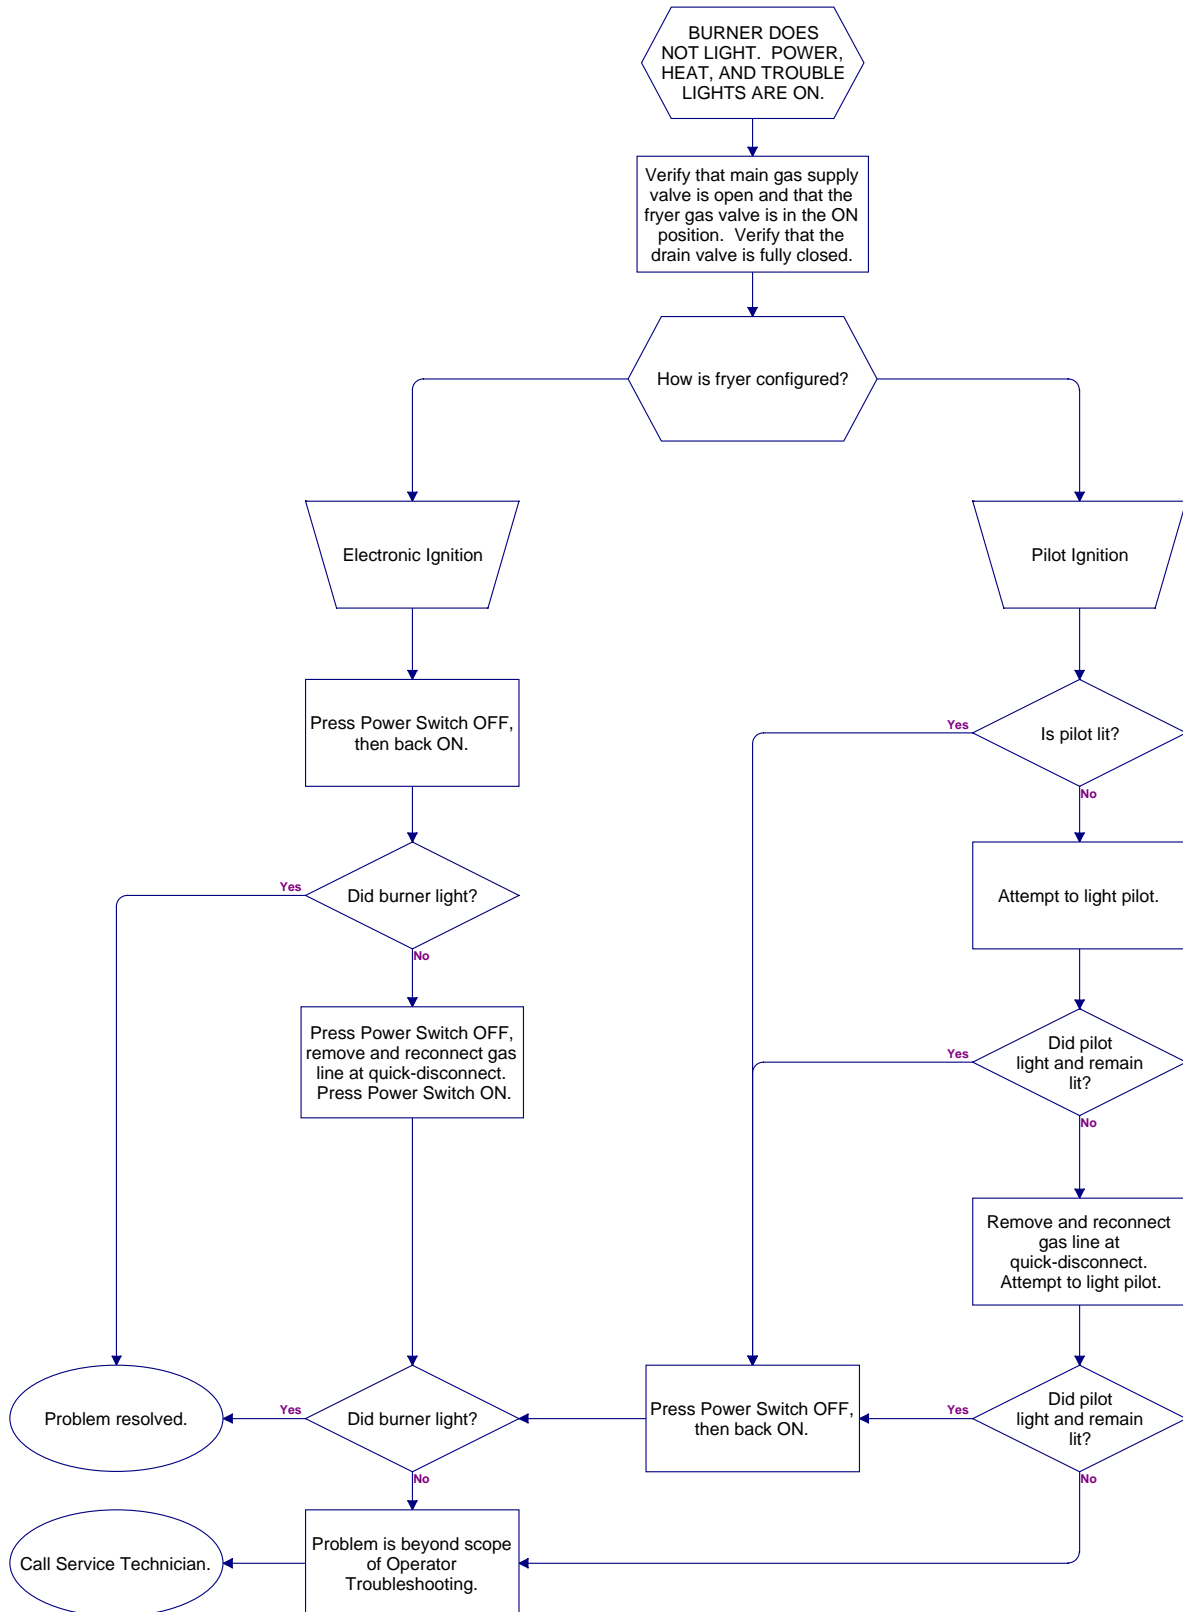 BURNER DOES
NOT LIGHT. POWER,
HEAT, AND TROUBLE
LIGHTS ARE ON.
Verify that main gas supply
valve is open and that the
fryer gas valve is in the ON
position. Verify that the
drain valve is fully closed.
How is fryer configured?
Electronic Ignition
Pilot Ignition
Press Power Switch OFF,
then back ON.
Yes
Is pilot lit?
No
Yes
Did burner light?
No
Attempt to light pilot.
Press Power Switch OFF,
remove and reconnect gas
line at quick-disconnect.
Press Power Switch ON.
Yes
Did pilot
light and remain
lit?
No
Remove and reconnect
gas line at
quick-disconnect.
Attempt to light pilot.
Problem resolved.
Yes
Did burner light?
No
Press Power Switch OFF,
then back ON.
Yes
Did pilot
light and remain
lit?
No
Call Service Technician.
Problem is beyond scope
of Operator
Troubleshooting.